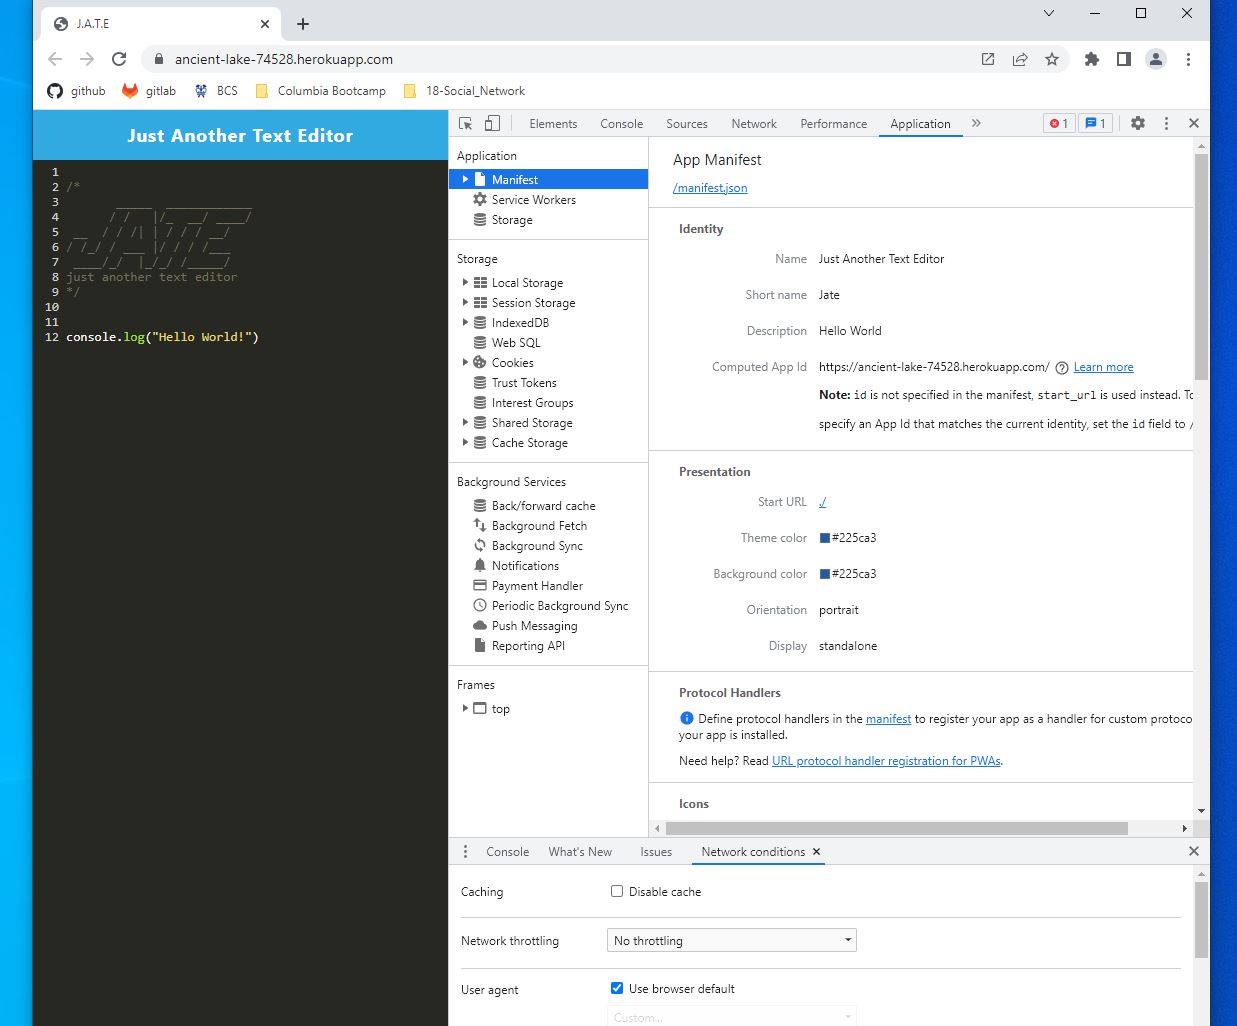 J.A.T.E
ancient-lake-74528.herokuapp.com
github gitlab BCS Columbia Bootcamp 18-Social_Network
Just Another Text Editor
1
2 /*
3 _____ ____________
4 / / |/_ __/ ____/
5 __ / / /| | / / / __/
6 / /_/ / ___ |/ / / /___
7 ____/_/ |_/_/ /_____/
8 just another text editor
9 */
10
11
12 console.log("Hello World!")
Elements Console Sources Network Performance Application » 1 1
Application
Manifest
Service Workers
Storage
Storage
Local Storage
Session Storage
IndexedDB
Web SQL
Cookies
Trust Tokens
Interest Groups
Shared Storage
Cache Storage
Background Services
Back/forward cache
Background Fetch
Background Sync
Notifications
Payment Handler
Periodic Background Sync
Push Messaging
Reporting API
Frames
top
App Manifest
/manifest.json
Identity
Name Just Another Text Editor
Short name Jate
Description Hello World
Computed App Id https://ancient-lake-74528.herokuapp.com/ Learn more
Note: id is not specified in the manifest, start_url is used instead. To
specify an App Id that matches the current identity, set the id field to /
Presentation
Start URL ./
Theme color #225ca3
Background color #225ca3
Orientation portrait
Display standalone
Protocol Handlers
Define protocol handlers in the manifest to register your app as a handler for custom protoco
your app is installed.
Need help? Read URL protocol handler registration for PWAs.
Icons
Console What's New Issues Network conditions
Caching Disable cache
Network throttling No throttling
User agent Use browser default
Custom...